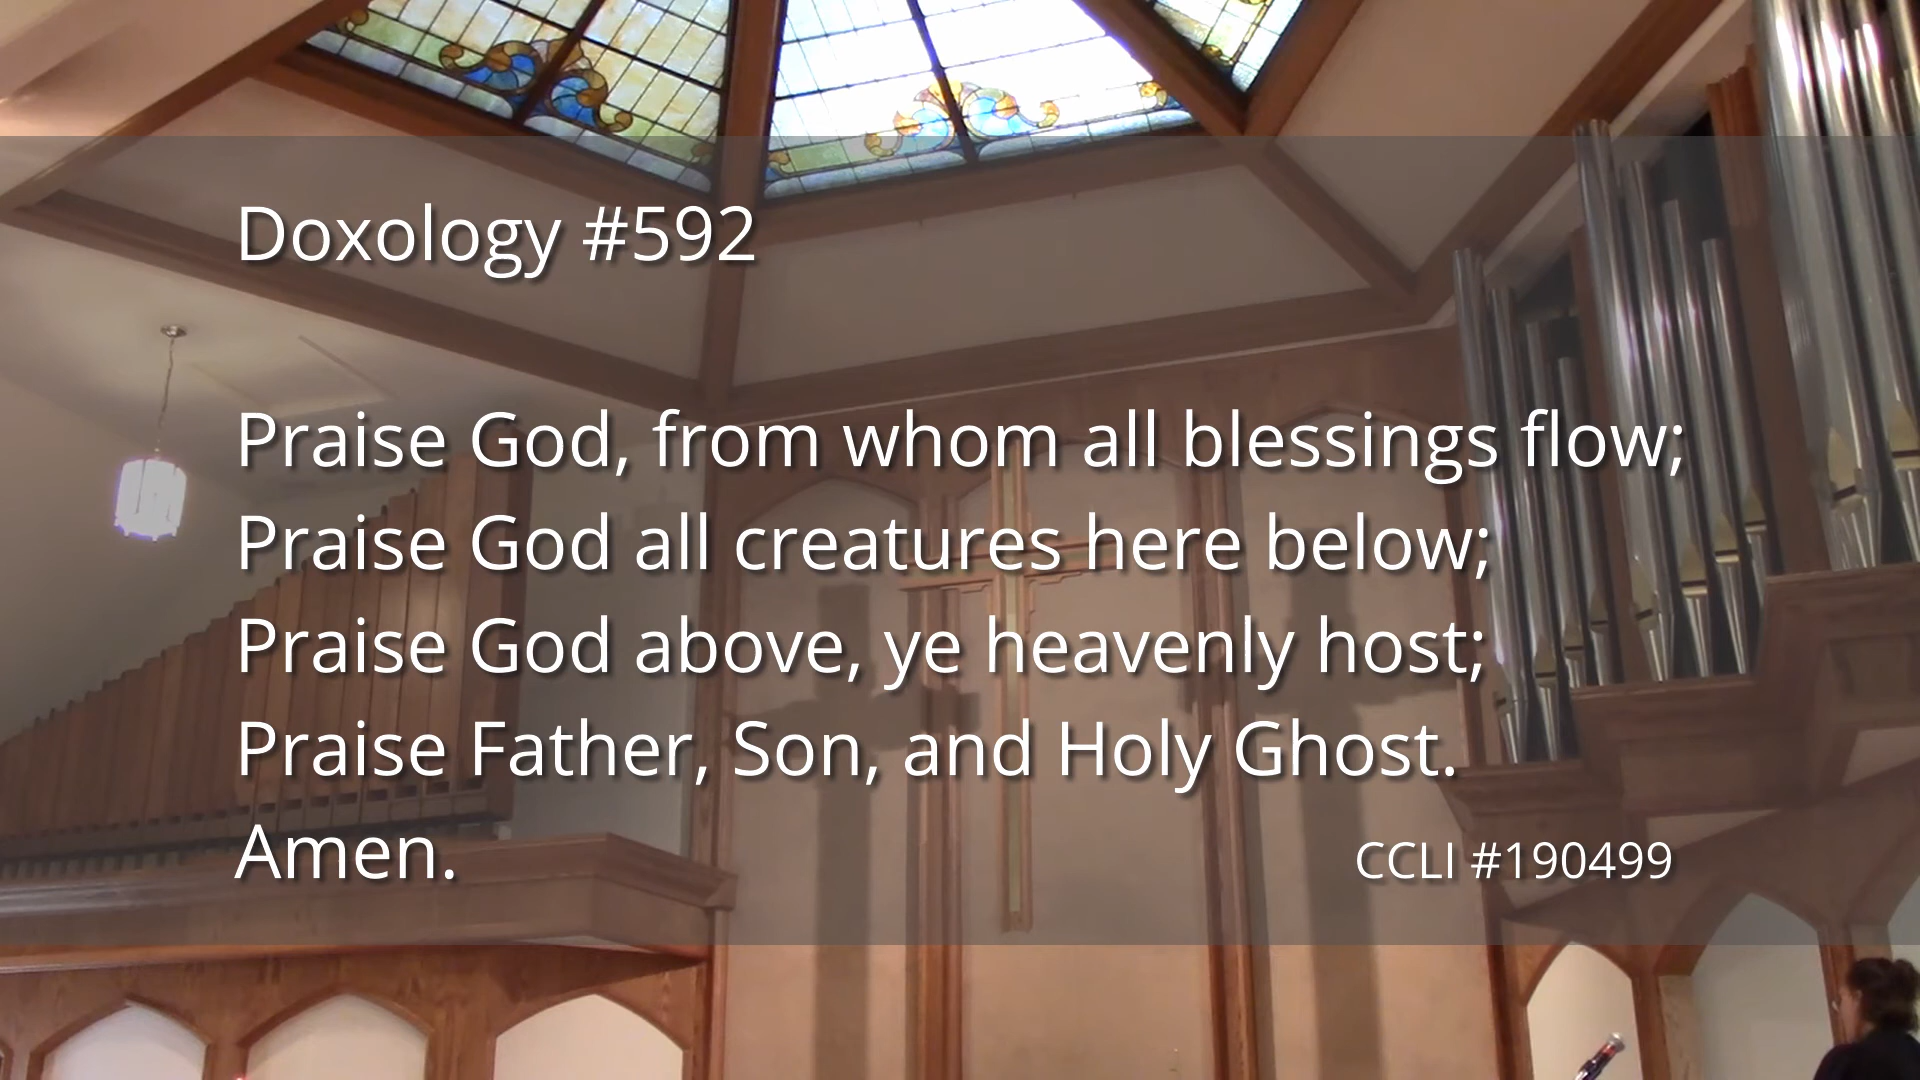 Doxology #592
Praise God, from whom all blessings flow;
Praise God all creatures here below;
Praise God above, ye heavenly host;
Praise Father, Son, and Holy Ghost.
Amen.
CCLI #190499